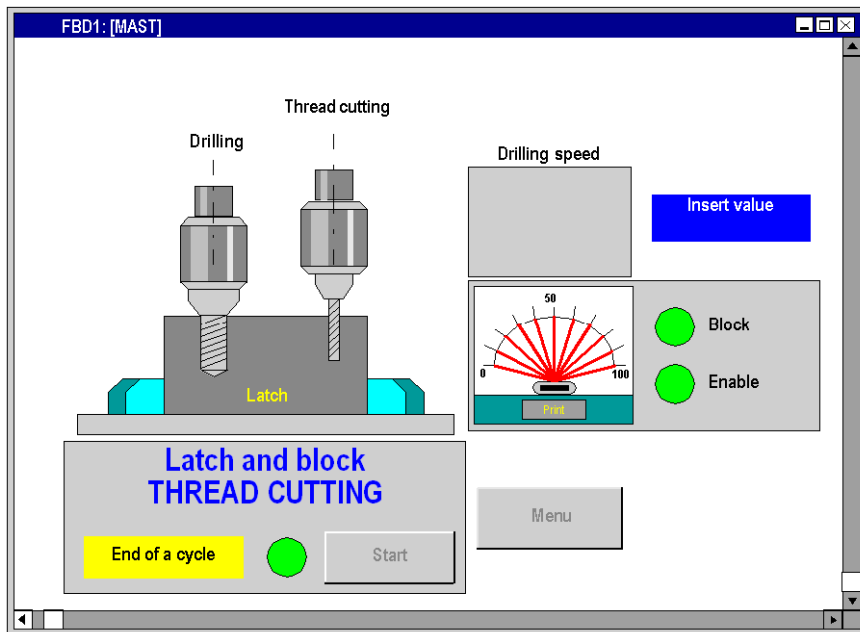 FBD1: [MAST]
Thread cutting
Drilling
Drilling speed
Insert value
50
0
100
Print
Block
Enable
Latch
Latch and block
THREAD CUTTING
End of a cycle
Start
Menu